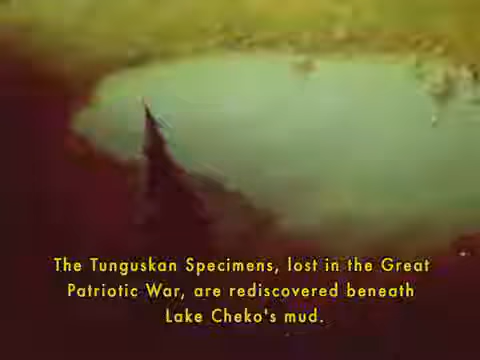 The Tunguskan Specimens, lost in the Great
Patriotic War, are rediscovered beneath
Lake Cheko's mud.